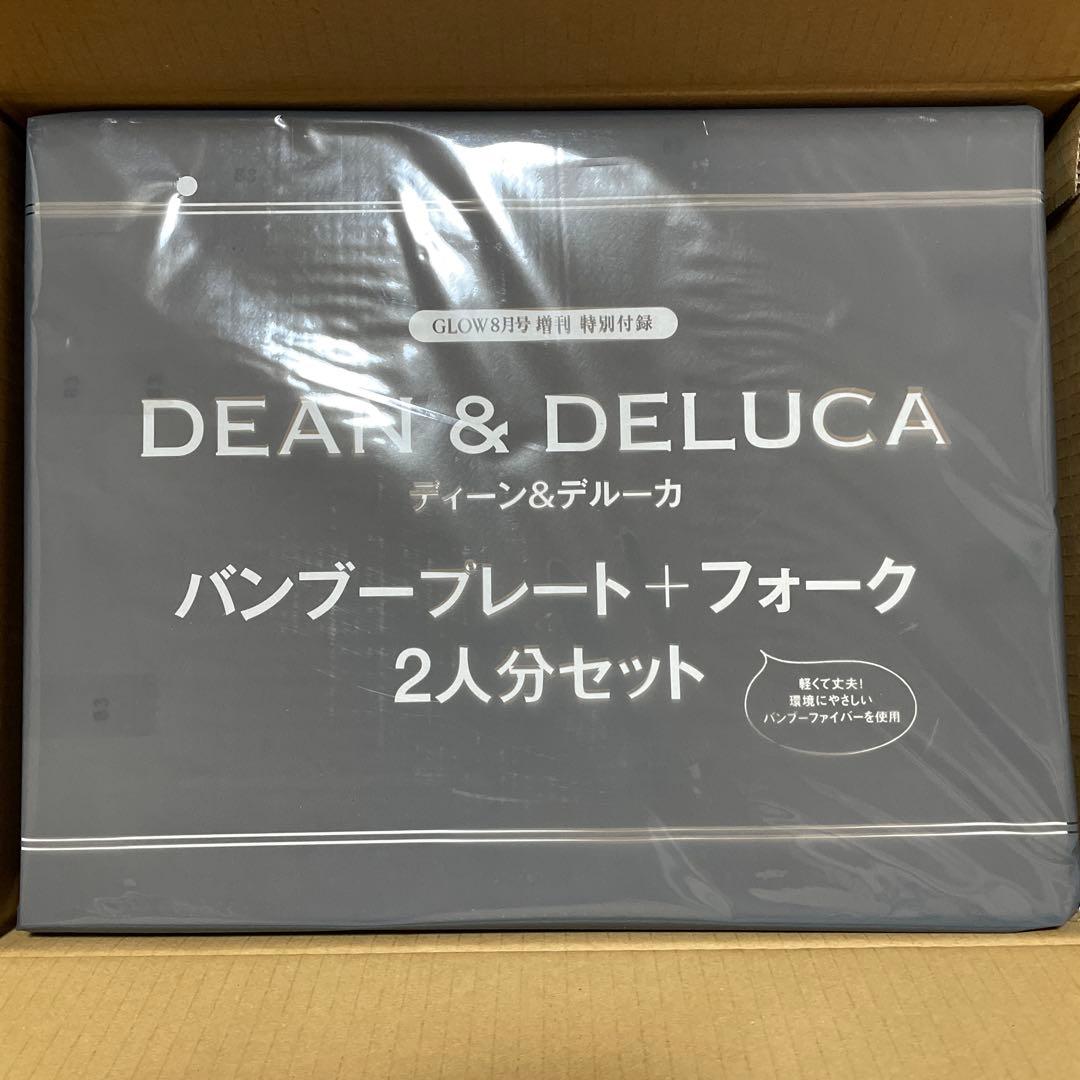 GLOW8月号 増刊 特別付録
DEAN & DELUCA
ディーン&デルーカ
バンブープレート+フォーク
2人分セット
軽くて丈夫!
環境にやさしい
バンブーファイバーを使用